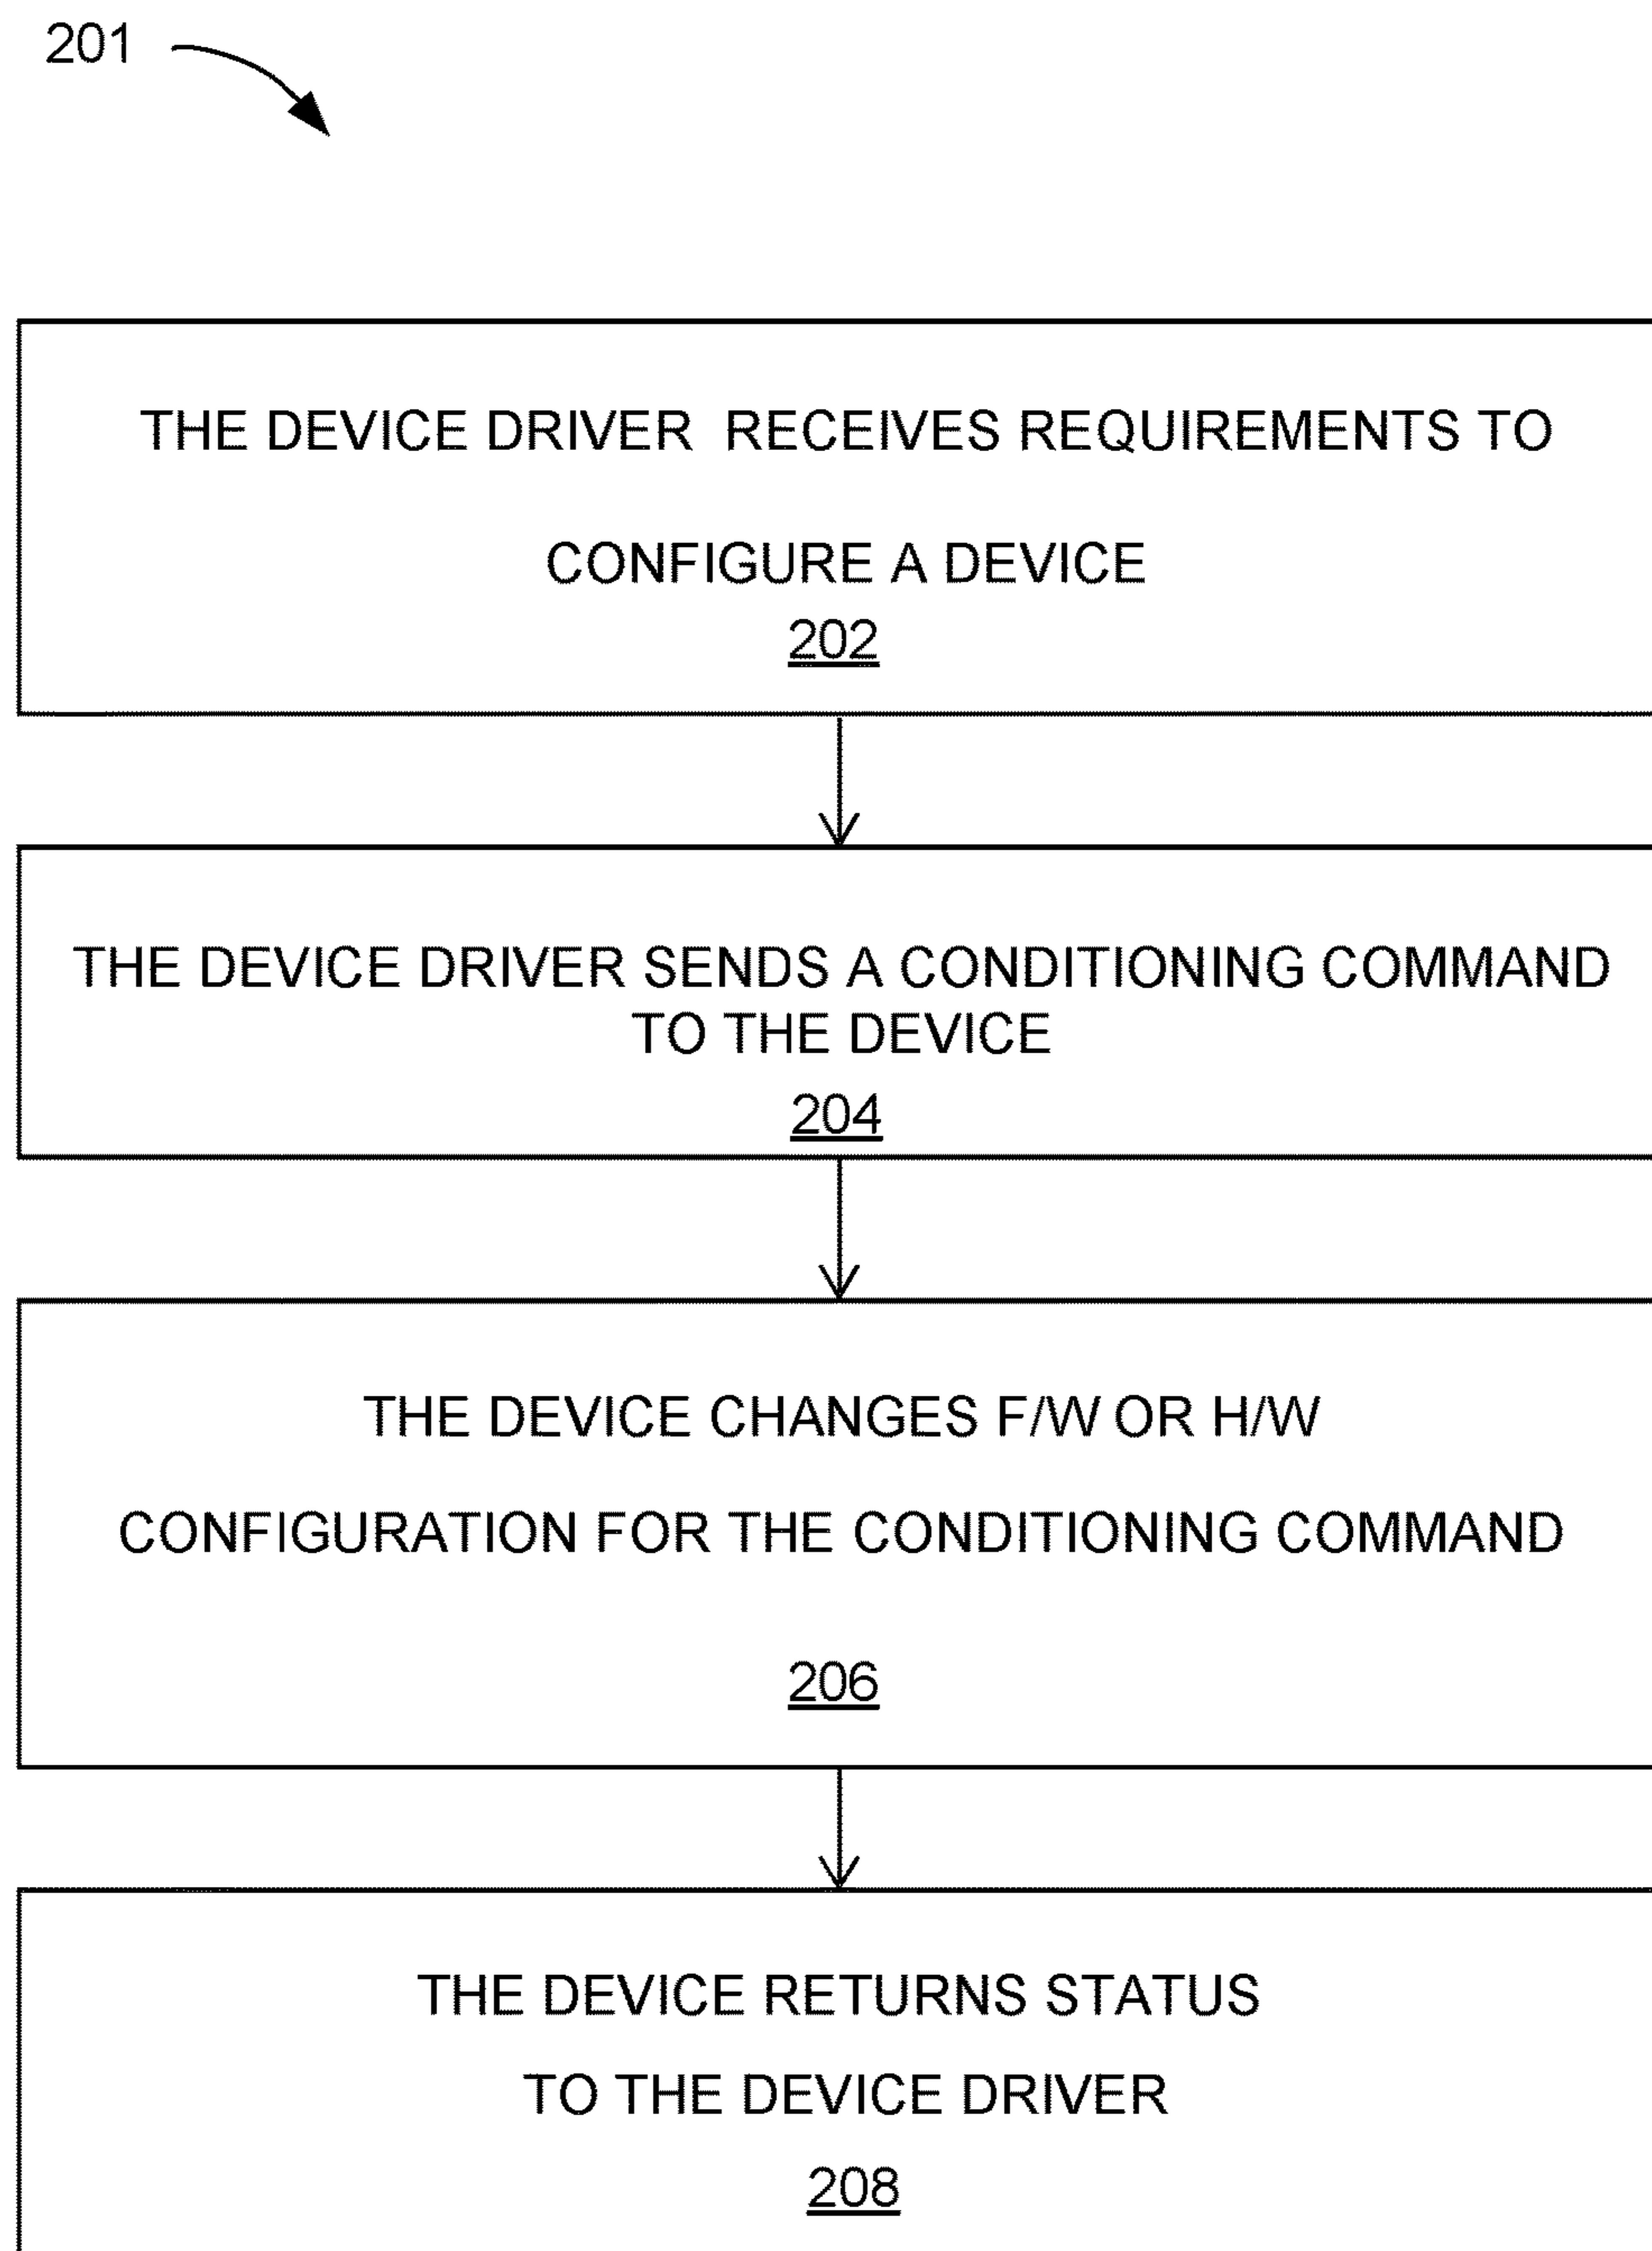 201
THE DEVICE DRIVER RECEIVES REQUIREMENTS TO
CONFIGURE A DEVICE
202
THE DEVICE DRIVER SENDS A CONDITIONING COMMAND
TO THE DEVICE
204
THE DEVICE CHANGES F/W OR H/W
CONFIGURATION FOR THE CONDITIONING COMMAND
206
THE DEVICE RETURNS STATUS
TO THE DEVICE DRIVER
208